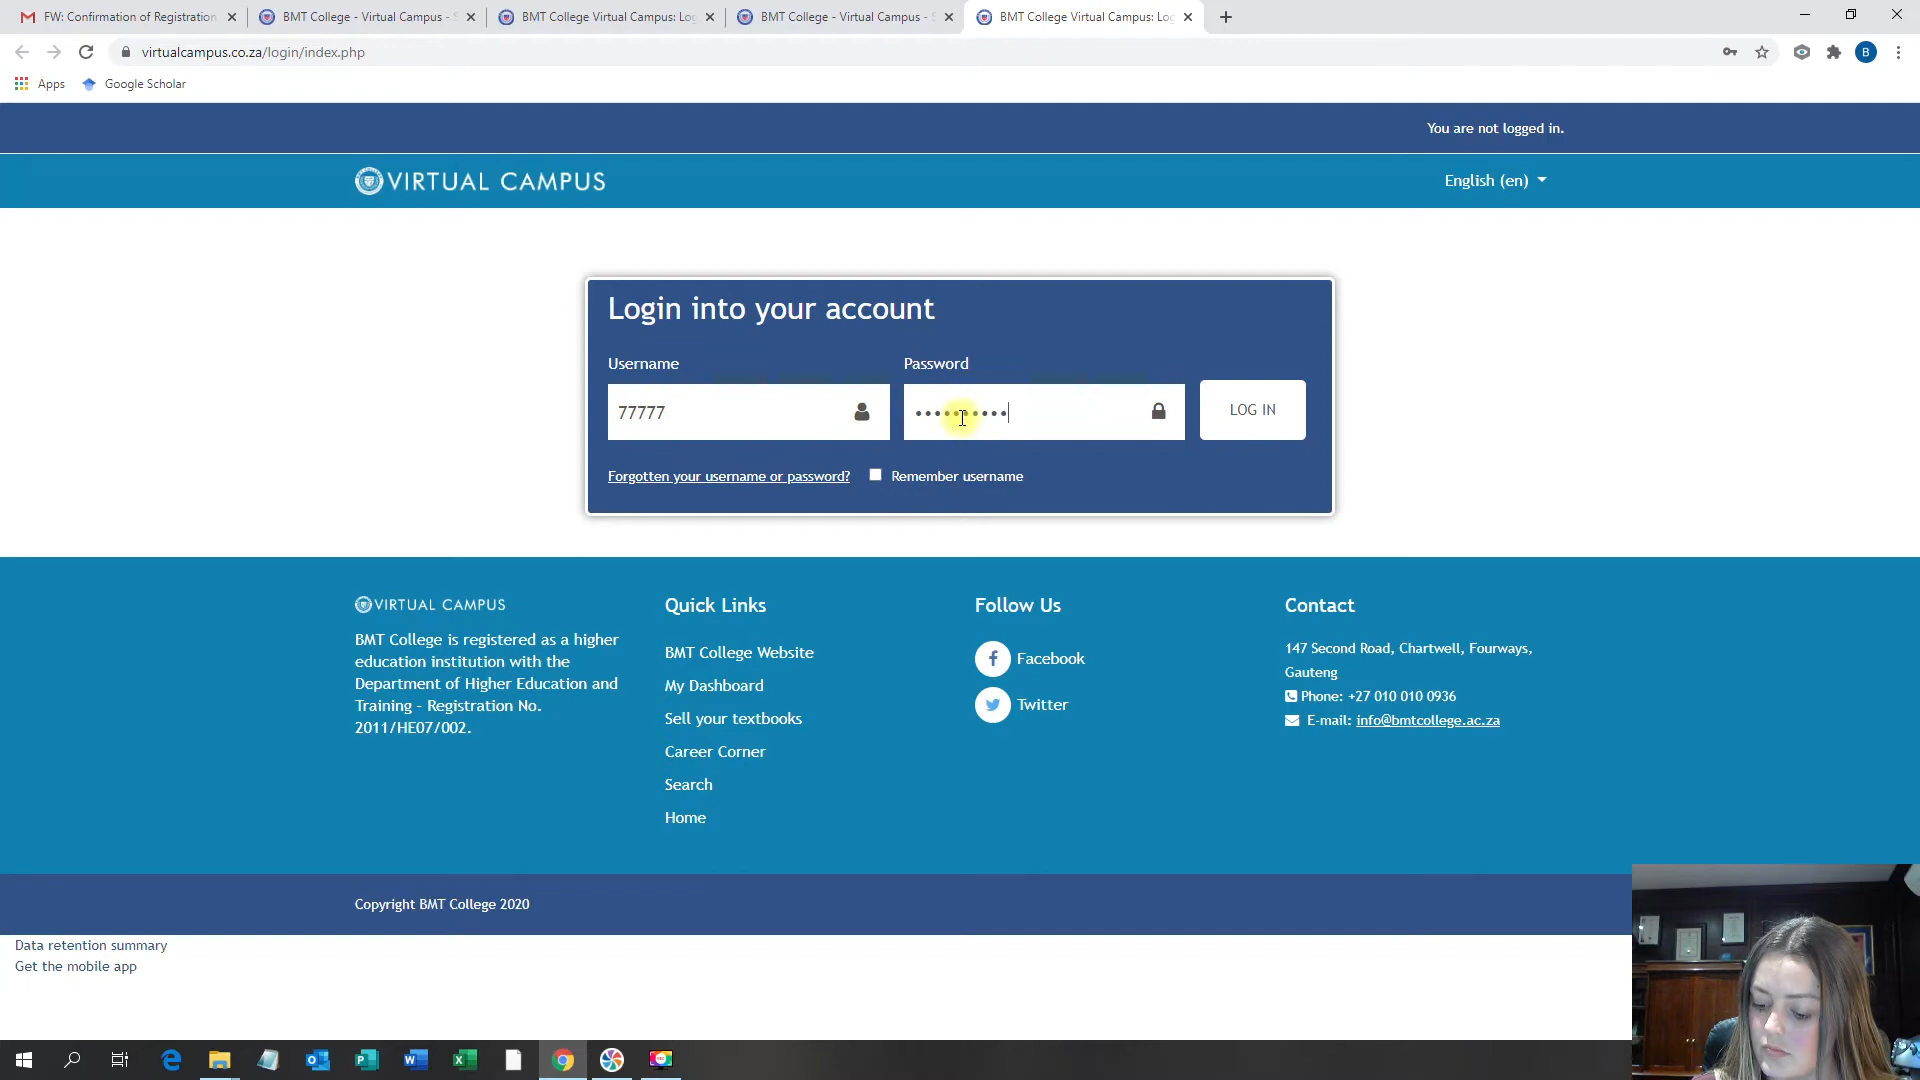 FW: Confirmation of Registration
BMT College - Virtual Campus - S
BMT College Virtual Campus: Log
BMT College - Virtual Campus - S
BMT College Virtual Campus: Log
virtualcampus.co.za/login/index.php
B
Apps
Google Scholar
You are not logged in.
VIRTUAL CAMPUS
English (en)
Login into your account
Username
Password
77777
LOG IN
Forgotten your username or password?
Remember username
VIRTUAL CAMPUS
BMT College is registered as a higher
education institution with the
Department of Higher Education and
Training - Registration No.
2011/HE07/002.
Quick Links
BMT College Website
My Dashboard
Sell your textbooks
Career Corner
Search
Home
Follow Us
Facebook
Twitter
Contact
147 Second Road, Chartwell, Fourways,
Gauteng
Phone: +27 010 010 0936
E-mail: info@bmtcollege.ac.za
Copyright BMT College 2020
Data retention summary
Get the mobile app